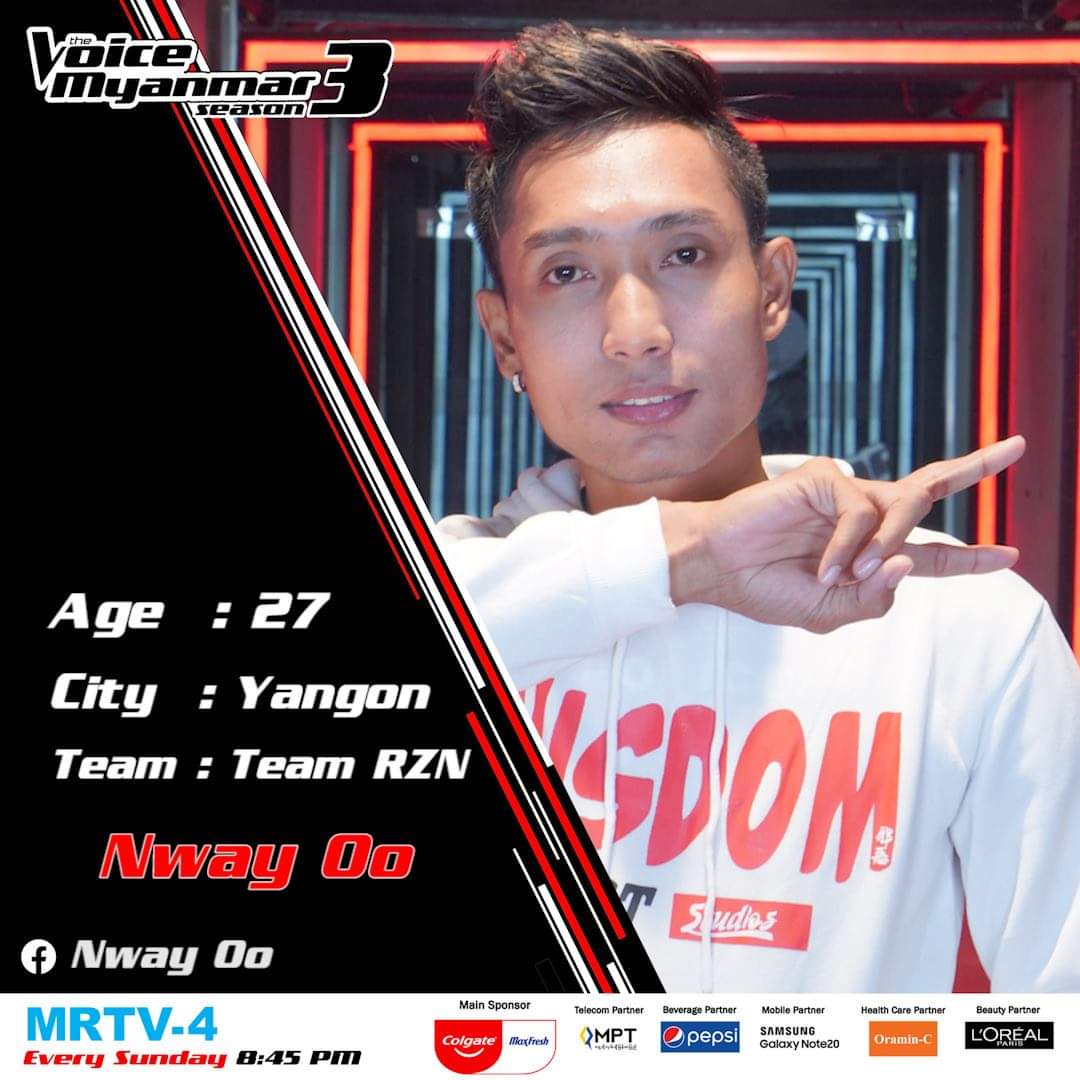 the
Voice
Myanmar
season 3
Age : 27
City : Yangon
Team : Team RZN
Nway Oo
Nway Oo
WISDOM
Studios
MRTV-4
Every Sunday 8:45 PM
Main Sponsor
Colgate MaxFresh
Telecom Partner
MPT
Beverage Partner
pepsi
Mobile Partner
SAMSUNG
Galaxy Note20
Health Care Partner
Oramin-C
Beauty Partner
L'ORÉAL
PARIS